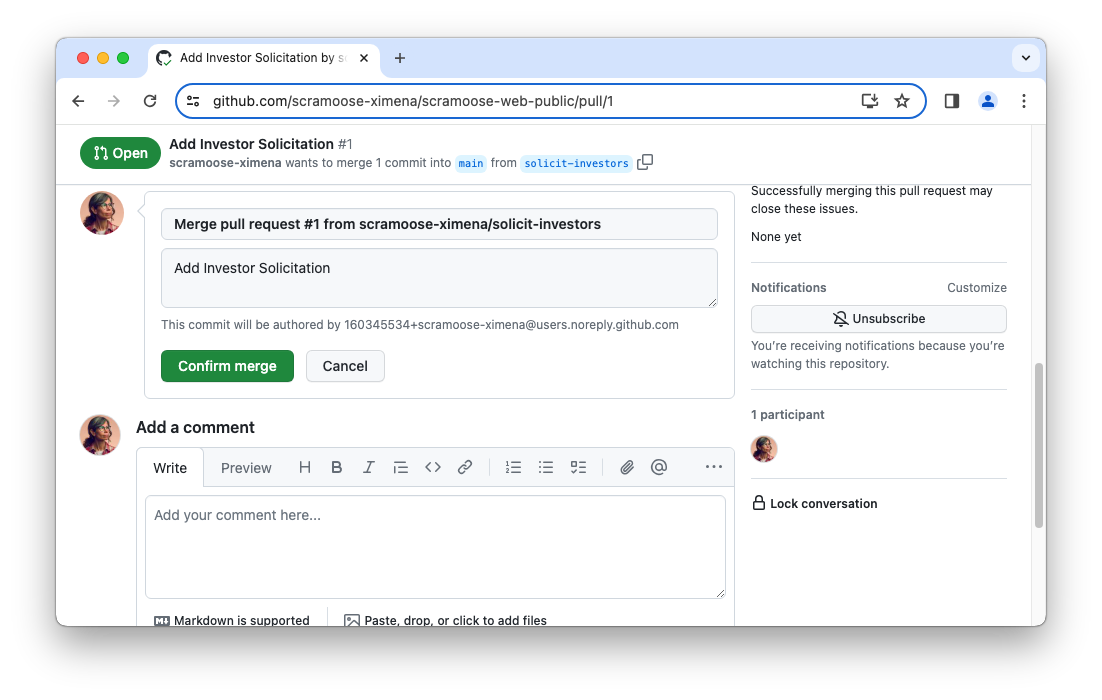 Add Investor Solicitation by s
github.com/scramoose-ximena/scramoose-web-public/pull/1
Open
Add Investor Solicitation #1
scramoose-ximena wants to merge 1 commit into main from solicit-investors
Merge pull request #1 from scramoose-ximena/solicit-investors
Add Investor Solicitation
This commit will be authored by 160345534+scramoose-ximena@users.noreply.github.com
Confirm merge
Cancel
Add a comment
Write
Preview
Add your comment here...
Markdown is supported
Paste, drop, or click to add files
Successfully merging this pull request may
close these issues.
None yet
Notifications
Customize
Unsubscribe
You’re receiving notifications because you’re
watching this repository.
1 participant
Lock conversation